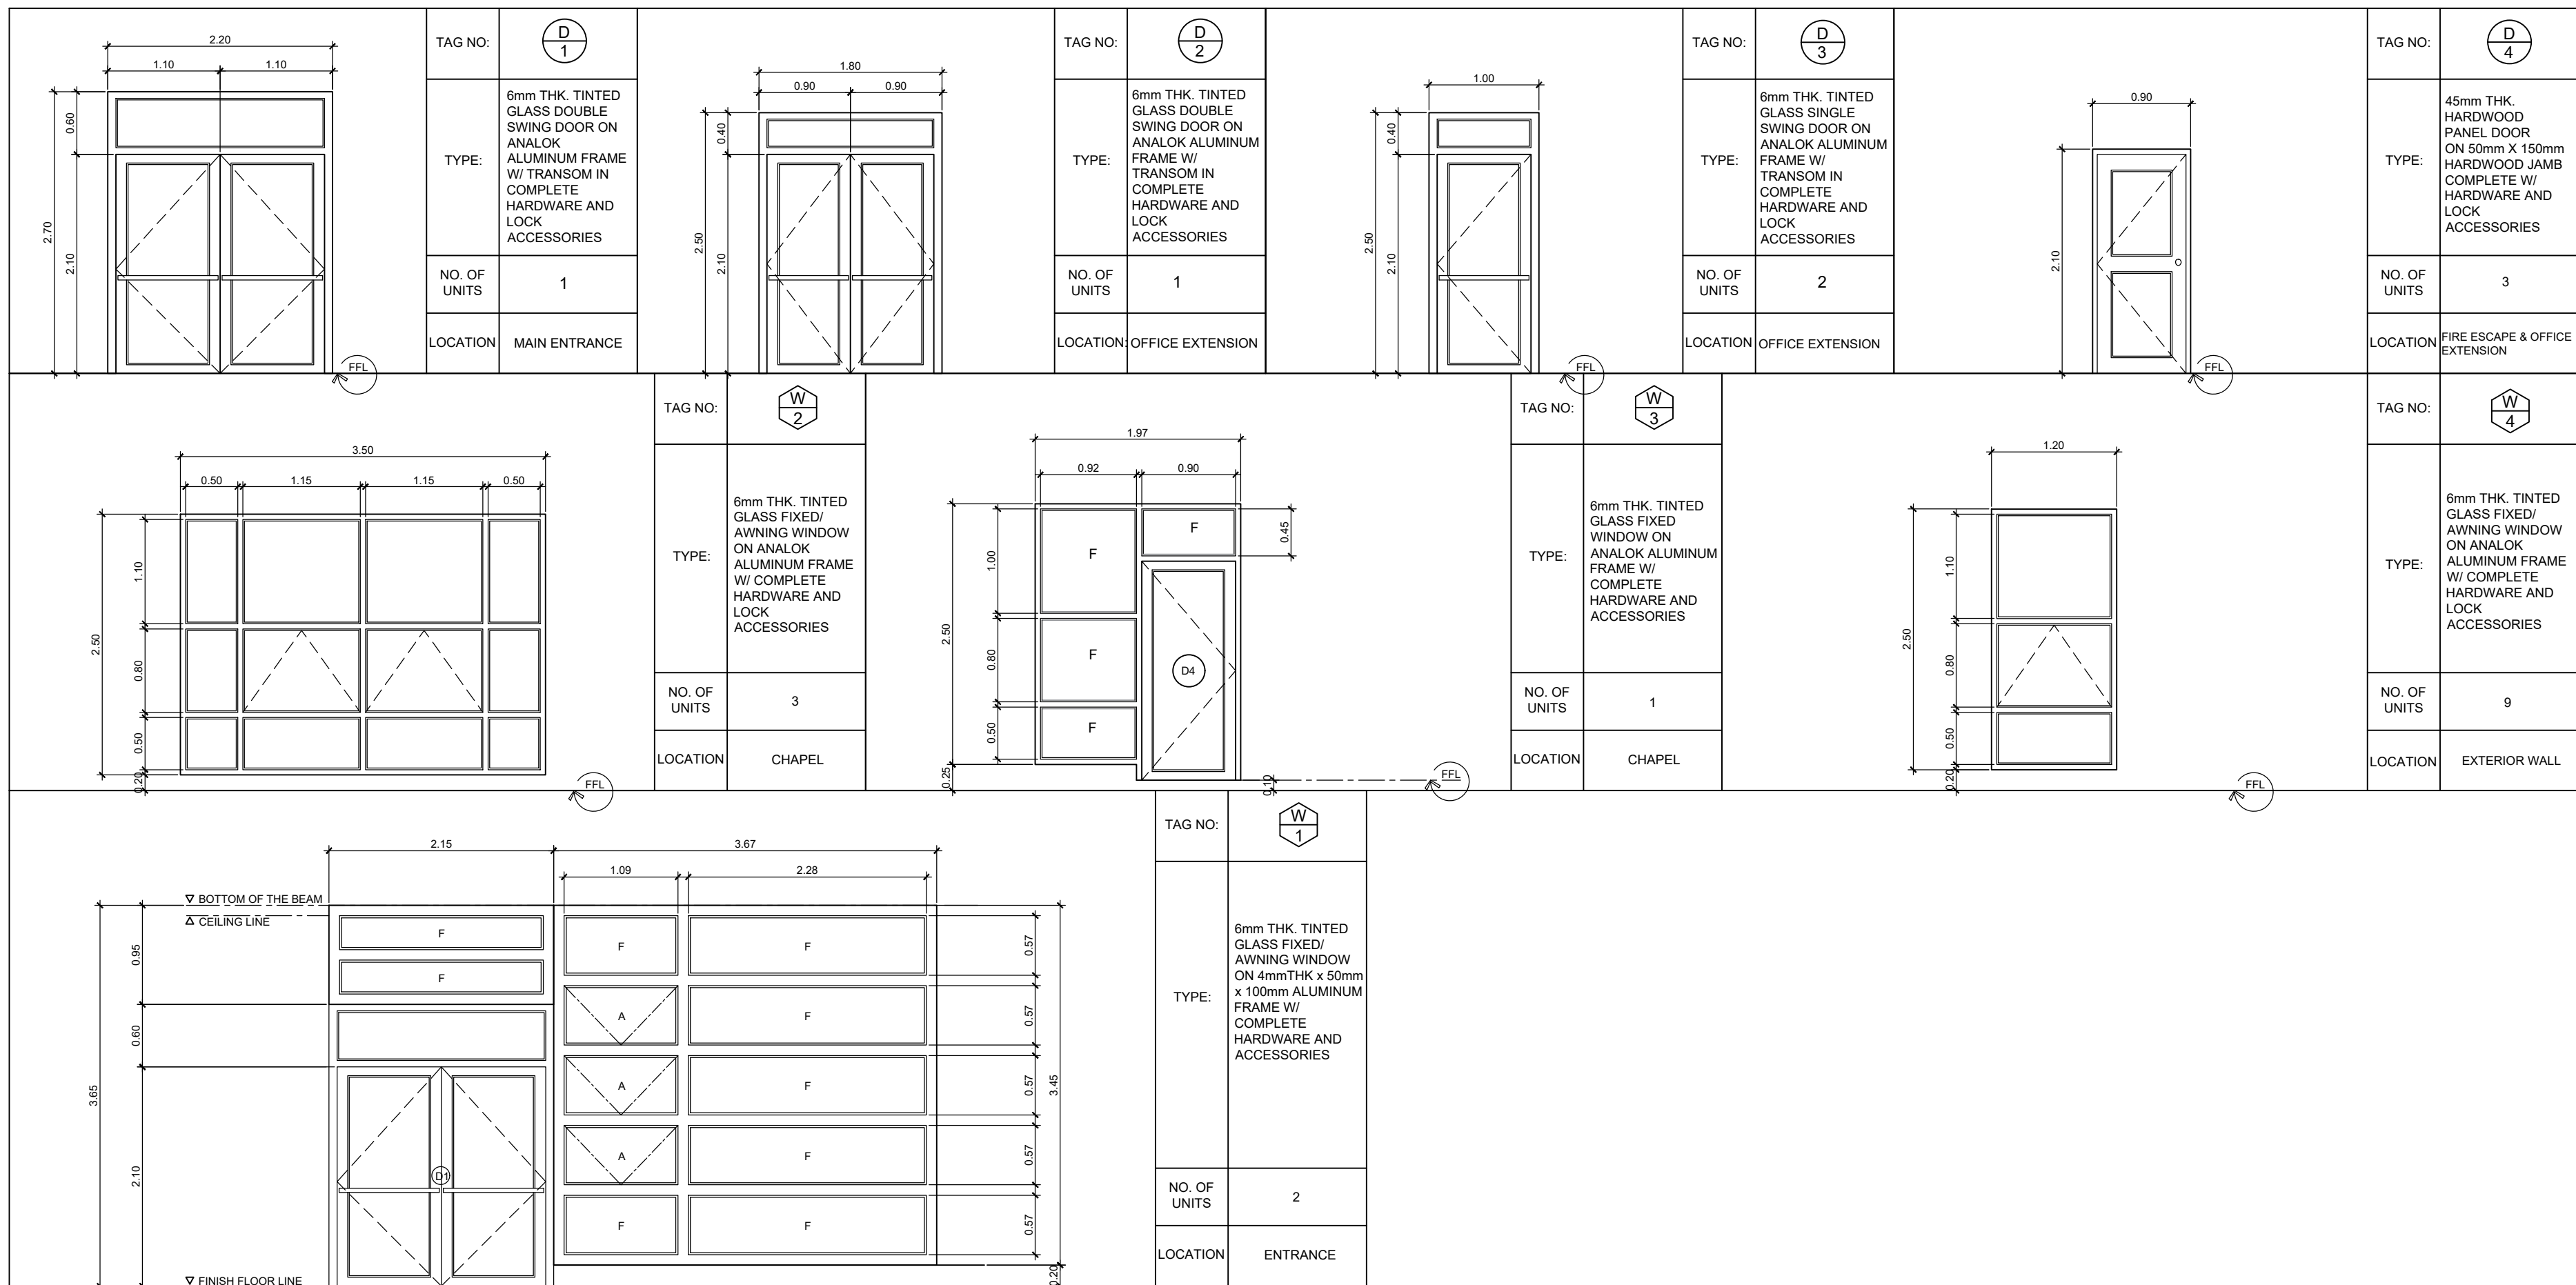 2.20
1.10 1.10
0.60
2.70
2.10
FFL
TAG NO:
D
1
TYPE:
6mm THK. TINTED
GLASS DOUBLE
SWING DOOR ON
ANALOK
ALUMINUM FRAME
W/ TRANSOM IN
COMPLETE
HARDWARE AND
LOCK
ACCESSORIES
NO. OF
UNITS
1
LOCATION
MAIN ENTRANCE
1.80
0.90 0.90
0.40
2.50
2.10
TAG NO:
D
2
TYPE:
6mm THK. TINTED
GLASS DOUBLE
SWING DOOR ON
ANALOK ALUMINUM
FRAME W/
TRANSOM IN
COMPLETE
HARDWARE AND
LOCK
ACCESSORIES
NO. OF
UNITS
1
LOCATION:
OFFICE EXTENSION
1.00
0.40
2.50
2.10
FFL
TAG NO:
D
3
TYPE:
6mm THK. TINTED
GLASS SINGLE
SWING DOOR ON
ANALOK ALUMINUM
FRAME W/
TRANSOM IN
COMPLETE
HARDWARE AND
LOCK
ACCESSORIES
NO. OF
UNITS
2
LOCATION
OFFICE EXTENSION
0.90
2.10
FFL
TAG NO:
D
4
TYPE:
45mm THK.
HARDWOOD
PANEL DOOR
ON 50mm X 150mm
HARDWOOD JAMB
COMPLETE W/
HARDWARE AND
LOCK
ACCESSORIES
NO. OF
UNITS
3
LOCATION
FIRE ESCAPE & OFFICE
EXTENSION
3.50
0.50 1.15 1.15 0.50
1.10
2.50
0.80
0.50
0.20
FFL
TAG NO:
W
2
TYPE:
6mm THK. TINTED
GLASS FIXED/
AWNING WINDOW
ON ANALOK
ALUMINUM FRAME
W/ COMPLETE
HARDWARE AND
LOCK
ACCESSORIES
NO. OF
UNITS
3
LOCATION
CHAPEL
1.97
0.92 0.90
F
0.45
F
1.00
2.50
F
0.80
D4
F
0.50
0.25
0.10
FFL
TAG NO:
W
3
TYPE:
6mm THK. TINTED
GLASS FIXED
WINDOW ON
ANALOK ALUMINUM
FRAME W/
COMPLETE
HARDWARE AND
ACCESSORIES
NO. OF
UNITS
1
LOCATION
CHAPEL
1.20
1.10
2.50
0.80
0.50
0.20
FFL
TAG NO:
W
4
TYPE:
6mm THK. TINTED
GLASS FIXED/
AWNING WINDOW
ON ANALOK
ALUMINUM FRAME
W/ COMPLETE
HARDWARE AND
LOCK
ACCESSORIES
NO. OF
UNITS
9
LOCATION
EXTERIOR WALL
2.15 3.67
1.09 2.28
BOTTOM OF THE BEAM
CEILING LINE
F F F 0.57
0.95
F
0.60
A F 0.57
3.65
A F 0.57
3.45
A F 0.57
2.10
D1
F F 0.57
FINISH FLOOR LINE
0.20
TAG NO:
W
1
TYPE:
6mm THK. TINTED
GLASS FIXED/
AWNING WINDOW
ON 4mmTHK x 50mm
x 100mm ALUMINUM
FRAME W/
COMPLETE
HARDWARE AND
ACCESSORIES
NO. OF
UNITS
2
LOCATION
ENTRANCE